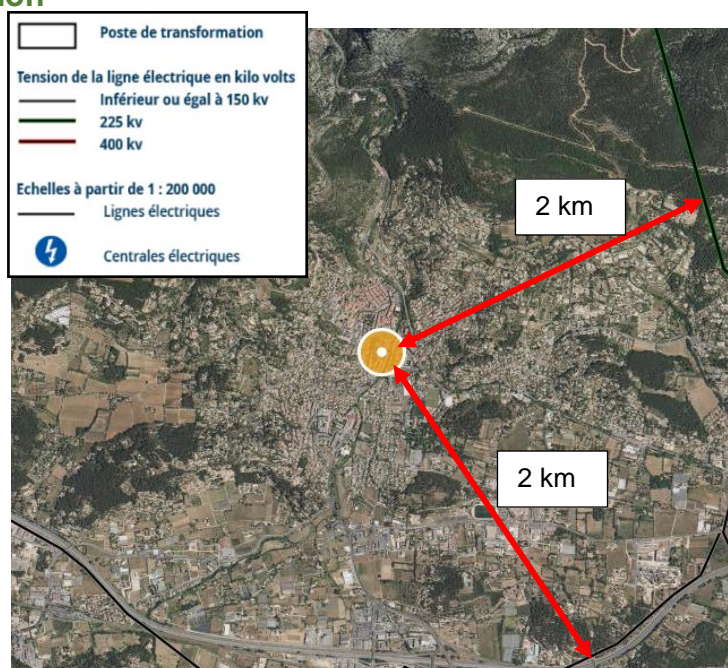 Poste de transformation
Tension de la ligne électrique en kilo volts
Inférieur ou égal à 150 kv
225 kv
400 kv
Echelles à partir de 1 : 200 000
Lignes électriques
Centrales électriques
2 km
2 km